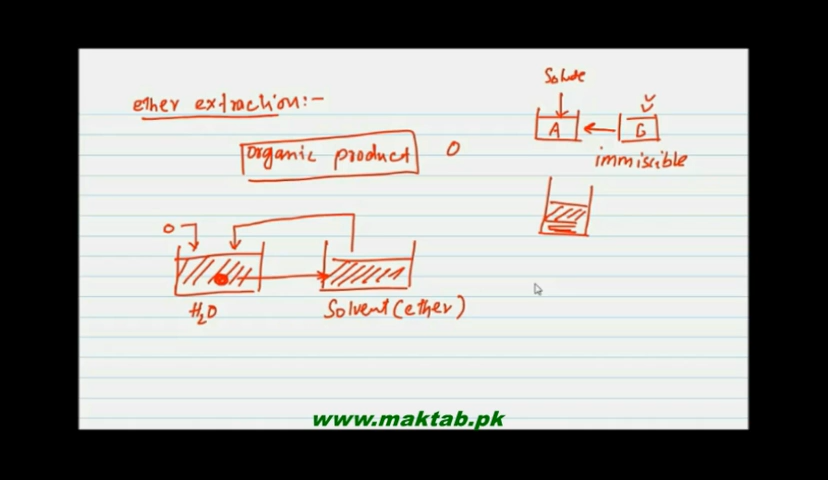 Solute
ether extraction:-
A
G
Organic product
O
immiscible
O
H₂O
Solvent (ether)
www.maktab.pk